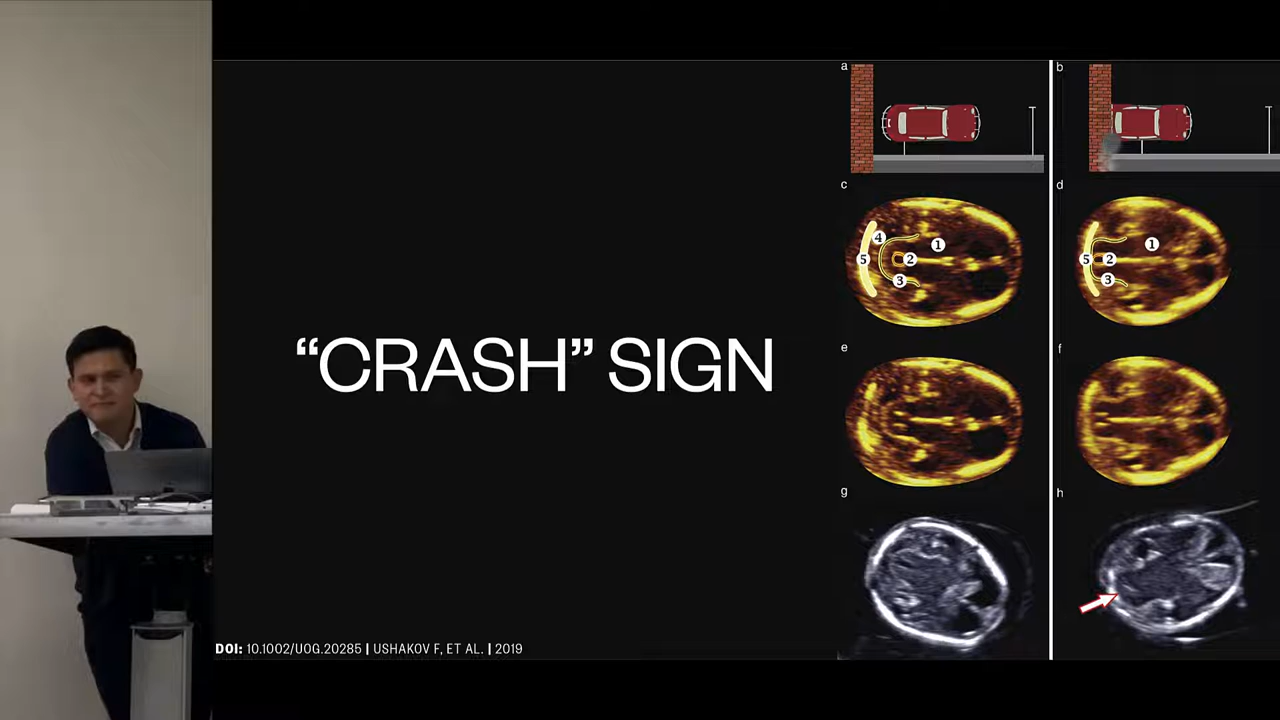 “CRASH” SIGN
DOI: 10.1002/UOG.20285 | USHAKOV F, ET AL. | 2019
a
b
c
d
4
1
5
2
3
1
5
2
3
e
f
g
h